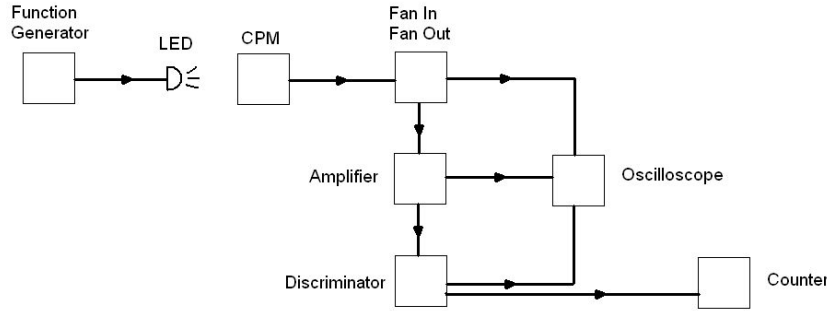 Function
Generator
LED
CPM
Fan In
Fan Out
Amplifier
Oscilloscope
Discriminator
Counter